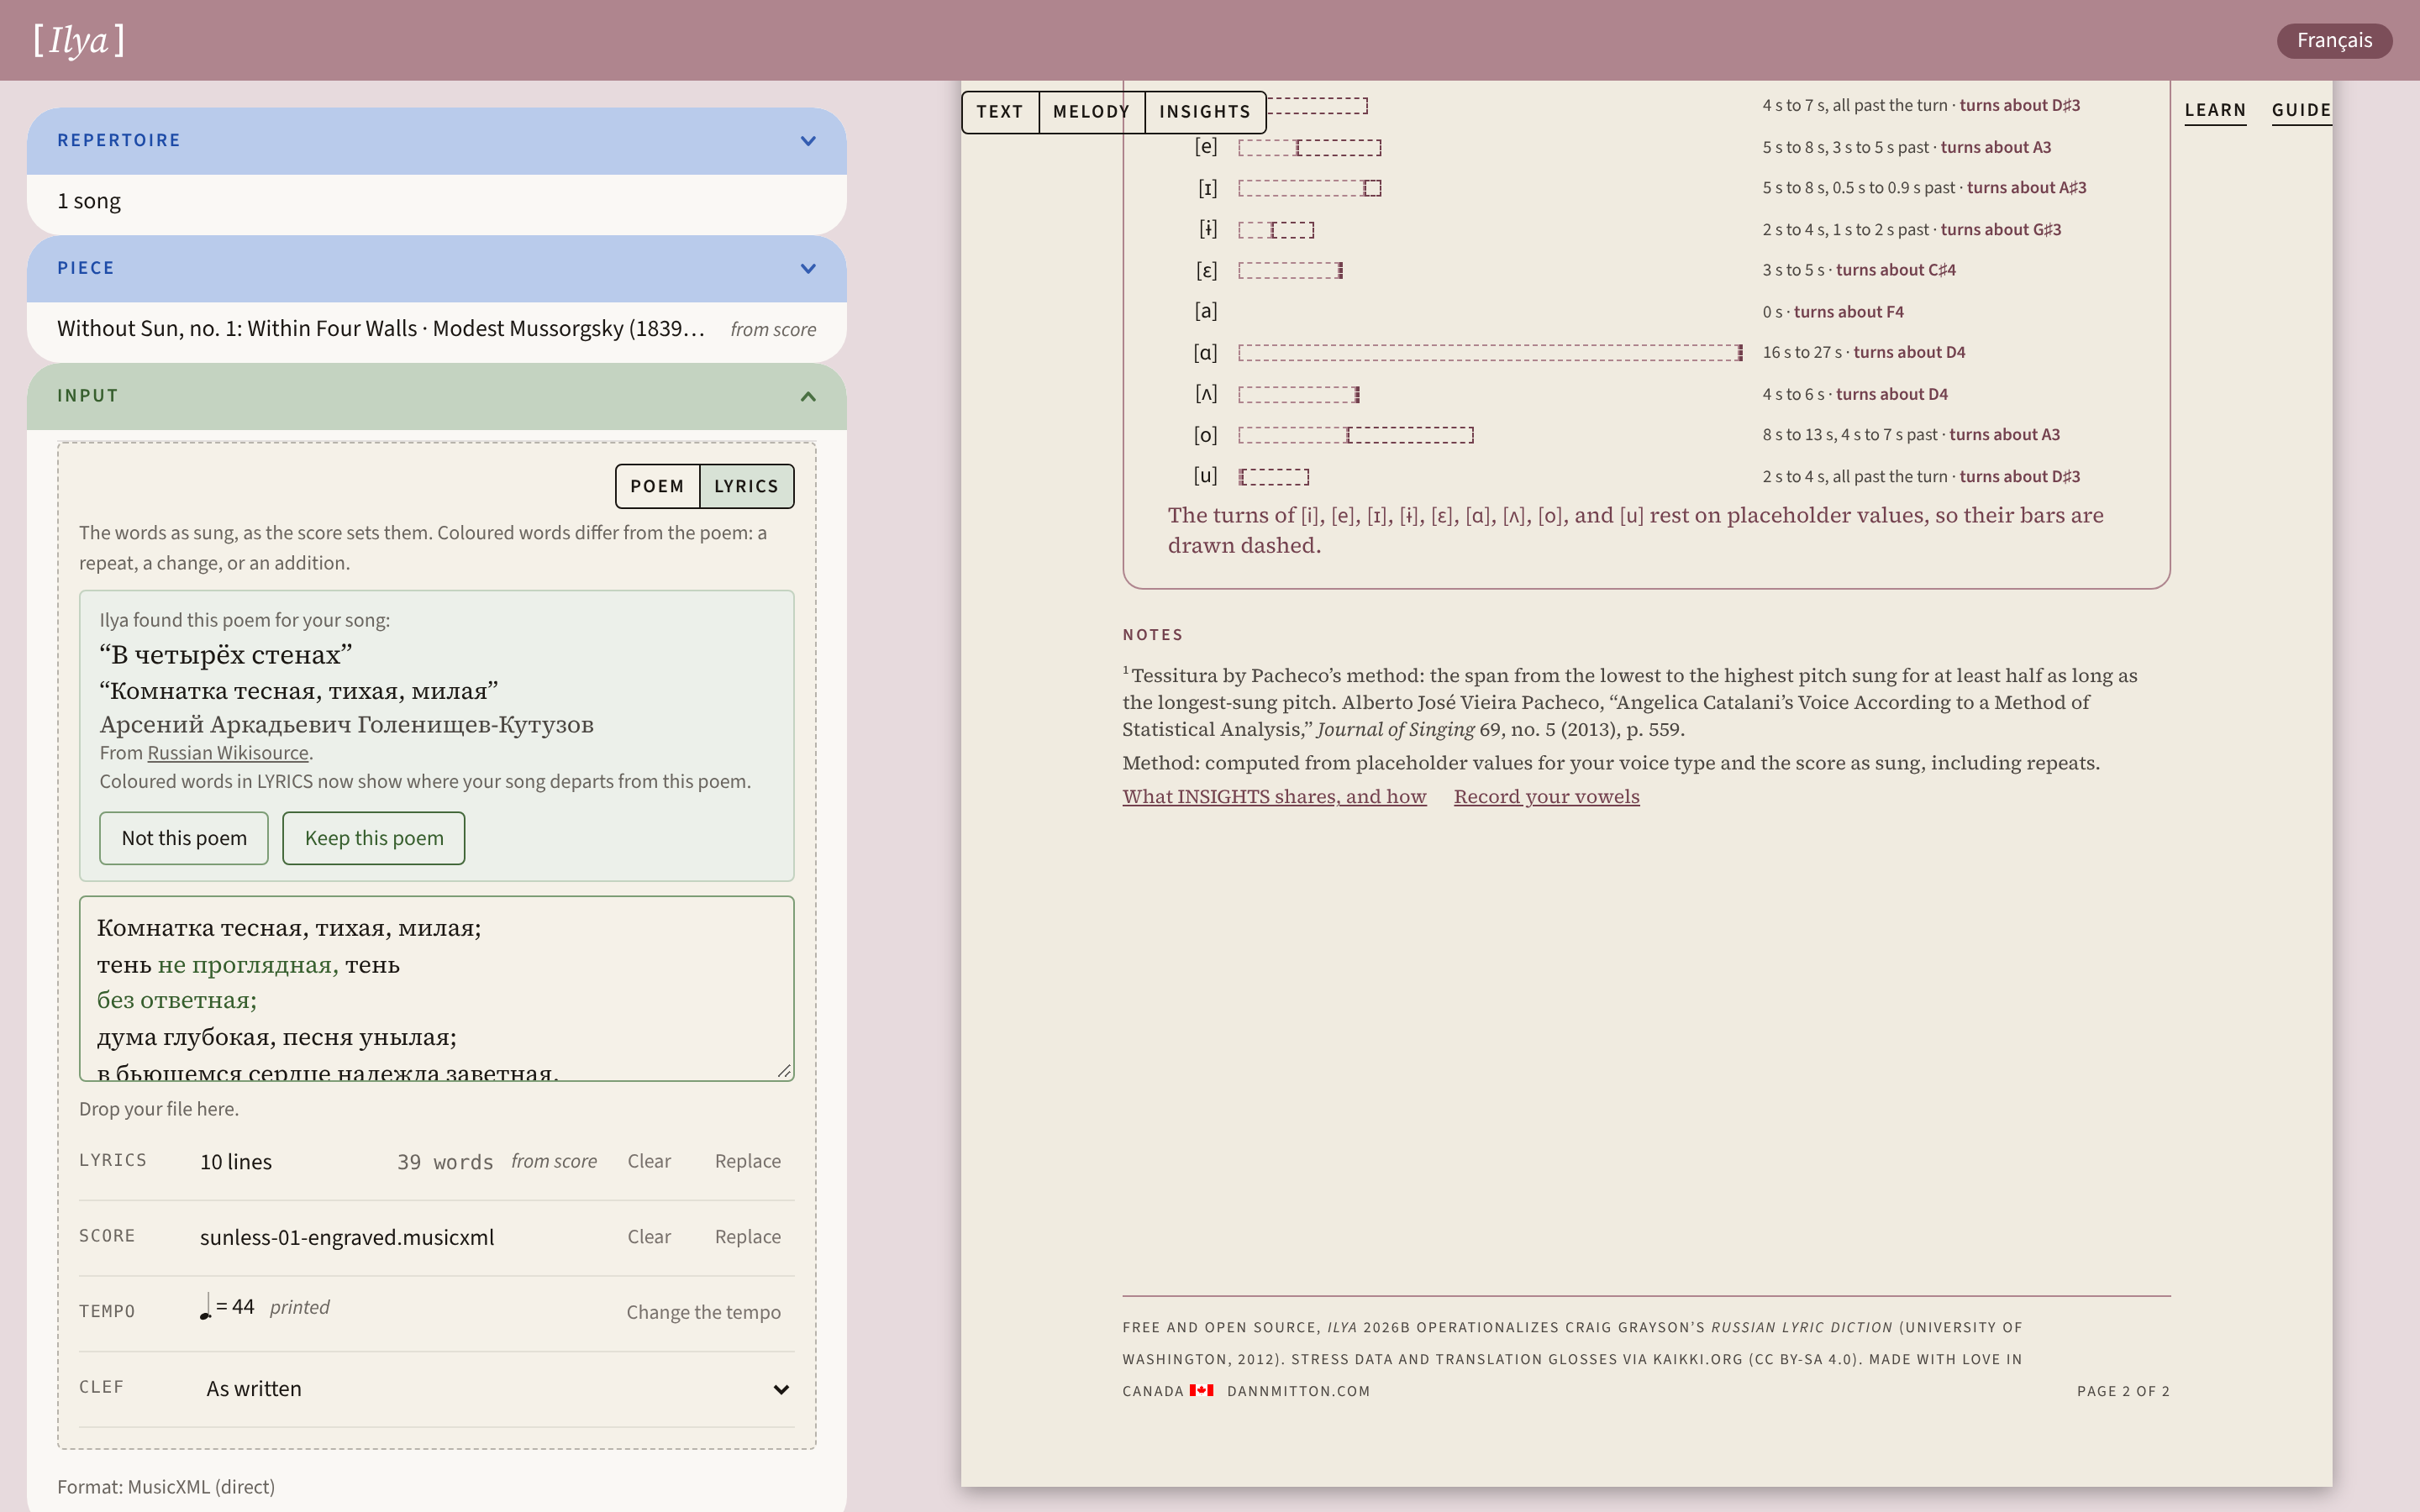 [Ilya]
Français
REPERTOIRE
1 song
PIECE
Without Sun, no. 1: Within Four Walls · Modest Mussorgsky (1839… from score
INPUT
POEM LYRICS
The words as sung, as the score sets them. Coloured words differ from the poem: a
repeat, a change, or an addition.
Ilya found this poem for your song:
“В четырёх стенах”
“Комнатка тесная, тихая, милая”
Арсений Аркадьевич Голенищев-Кутузов
From Russian Wikisource.
Coloured words in LYRICS now show where your song departs from this poem.
Not this poem Keep this poem
Комнатка тесная, тихая, милая;
тень не проглядная, тень
без ответная;
дума глубокая, песня унылая;
в бьющемся сердце надежда заветная.
Drop your file here.
LYRICS 10 lines 39 words from score Clear Replace
SCORE sunless-01-engraved.musicxml Clear Replace
TEMPO ♩. = 44 printed Change the tempo
CLEF As written
Format: MusicXML (direct)
TEXT MELODY INSIGHTS
LEARN GUIDE
4 s to 7 s, all past the turn · turns about D♯3
[e] 5 s to 8 s, 3 s to 5 s past · turns about A3
[ɪ] 5 s to 8 s, 0.5 s to 0.9 s past · turns about A♯3
[ɨ] 2 s to 4 s, 1 s to 2 s past · turns about G♯3
[ɛ] 3 s to 5 s · turns about C♯4
[a] 0 s · turns about F4
[ɑ] 16 s to 27 s · turns about D4
[ʌ] 4 s to 6 s · turns about D4
[o] 8 s to 13 s, 4 s to 7 s past · turns about A3
[u] 2 s to 4 s, all past the turn · turns about D♯3
The turns of [i], [e], [ɪ], [ɨ], [ɛ], [ɑ], [ʌ], [o], and [u] rest on placeholder values, so their bars are
drawn dashed.
NOTES
¹ Tessitura by Pacheco’s method: the span from the lowest to the highest pitch sung for at least half as long as
the longest-sung pitch. Alberto José Vieira Pacheco, “Angelica Catalani’s Voice According to a Method of
Statistical Analysis,” Journal of Singing 69, no. 5 (2013), p. 559.
Method: computed from placeholder values for your voice type and the score as sung, including repeats.
What INSIGHTS shares, and how Record your vowels
FREE AND OPEN SOURCE, ILYA 2026B OPERATIONALIZES CRAIG GRAYSON’S RUSSIAN LYRIC DICTION (UNIVERSITY OF
WASHINGTON, 2012). STRESS DATA AND TRANSLATION GLOSSES VIA KAIKKI.ORG (CC BY-SA 4.0). MADE WITH LOVE IN
CANADA 🇨🇦 DANNMITTON.COM PAGE 2 OF 2